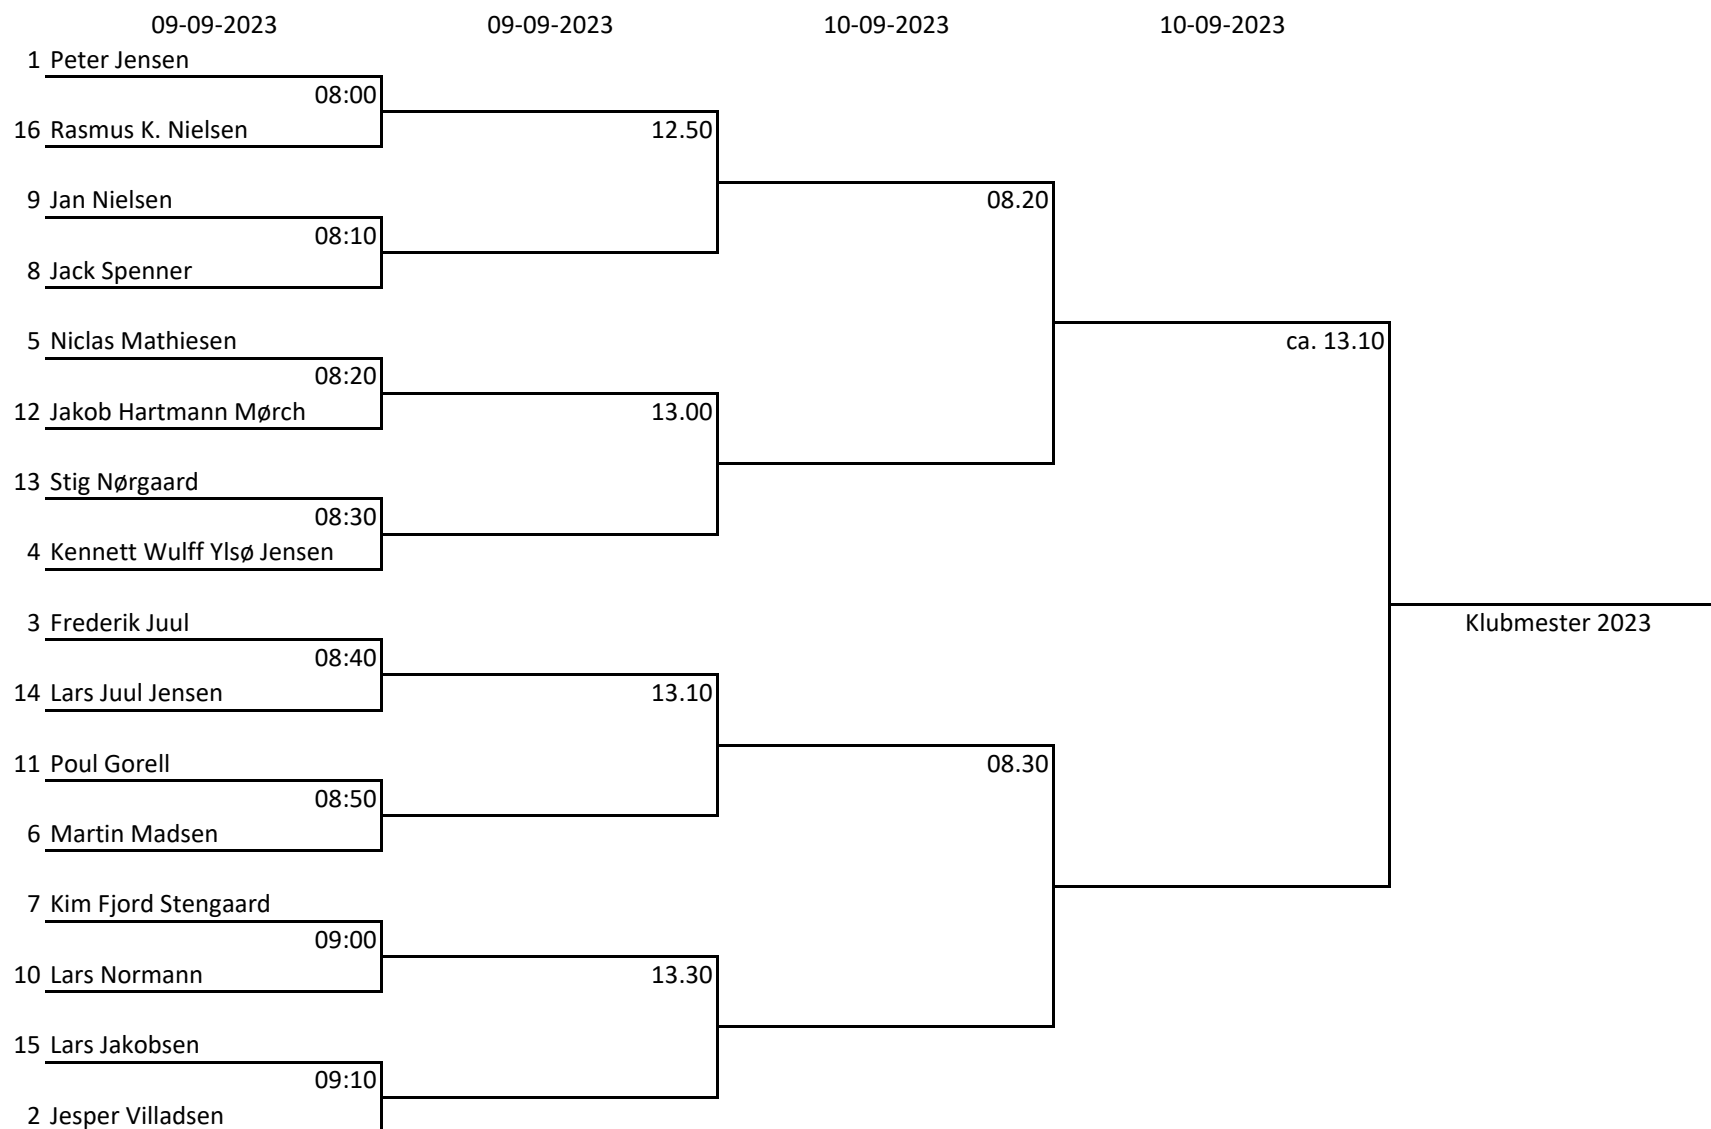 09-09-2023 09-09-2023 10-09-2023 10-09-2023
1 Peter Jensen
08:00
16 Rasmus K. Nielsen 12.50
9 Jan Nielsen 08.20
08:10
8 Jack Spenner
5 Niclas Mathiesen ca. 13.10
08:20
12 Jakob Hartmann Mørch 13.00
13 Stig Nørgaard
08:30
4 Kennett Wulff Ylsø Jensen
3 Frederik Juul Klubmester 2023
08:40
14 Lars Juul Jensen 13.10
11 Poul Gorell 08.30
08:50
6 Martin Madsen
7 Kim Fjord Stengaard
09:00
10 Lars Normann 13.30
15 Lars Jakobsen
09:10
2 Jesper Villadsen